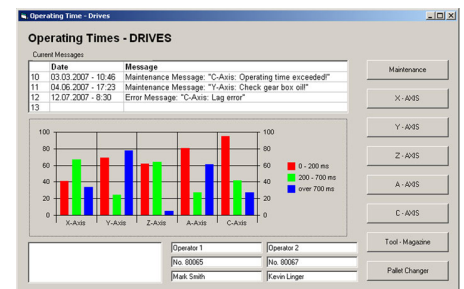 Operating Time - Drives
Operating Times - DRIVES
Current Messages
Date Message
10 03.03.2007 - 10:46 Maintenance Message: "C-Axis: Operating time exceeded!"
11 04.06.2007 - 17:23 Maintenance Message: "Y-Axis: Check gear box oil!"
12 12.07.2007 - 8:30 Error Message: "C-Axis: Lag error"
13
100 100
80 80
60 60
40 40
20 20
0 0
X-Axis Y-Axis Z-Axis A-Axis C-Axis
0 - 200 ms
200 - 700 ms
over 700 ms
Operator 1 Operator 2
No. 80065 No. 80067
Mark Smith Kevin Linger
Maintenance
X - AXIS
Y - AXIS
Z - AXIS
A - AXIS
C - AXIS
Tool - Magazine
Pallet Changer